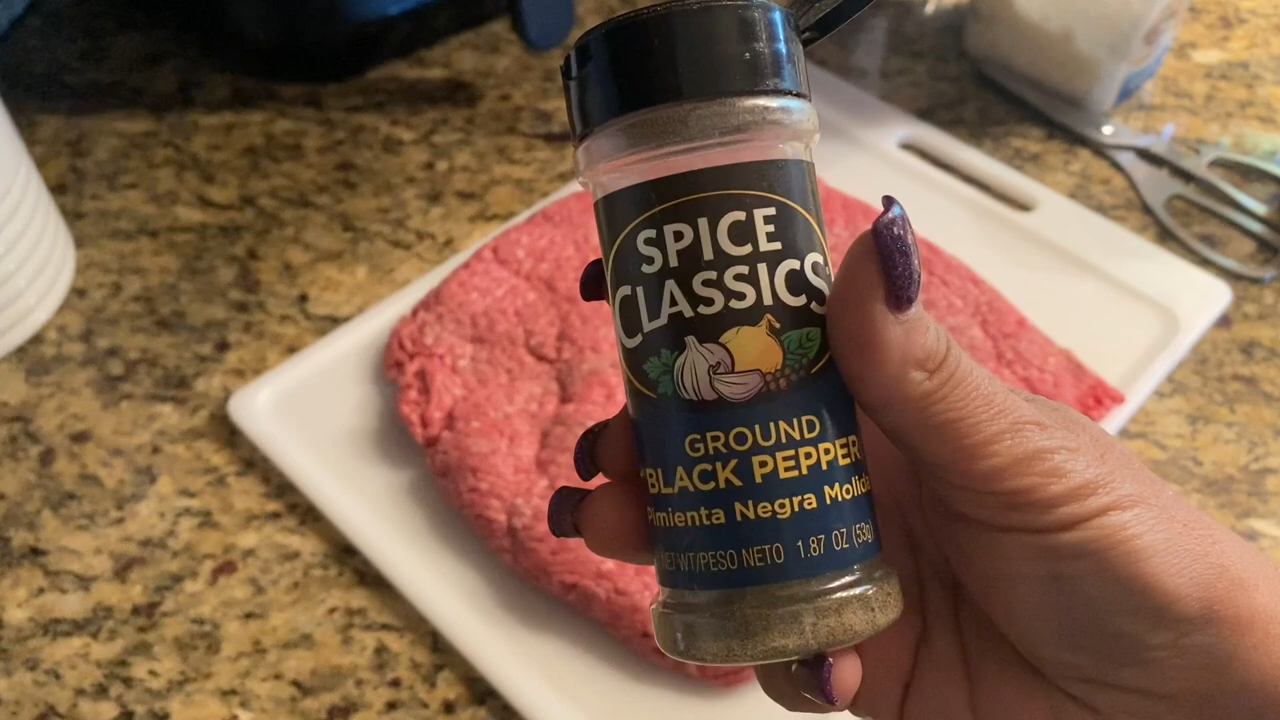 SPICE
CLASSICS
GROUND
BLACK PEPPER
Pimienta Negra Molida
NET WT/PESO NETO 1.87 OZ (53g)